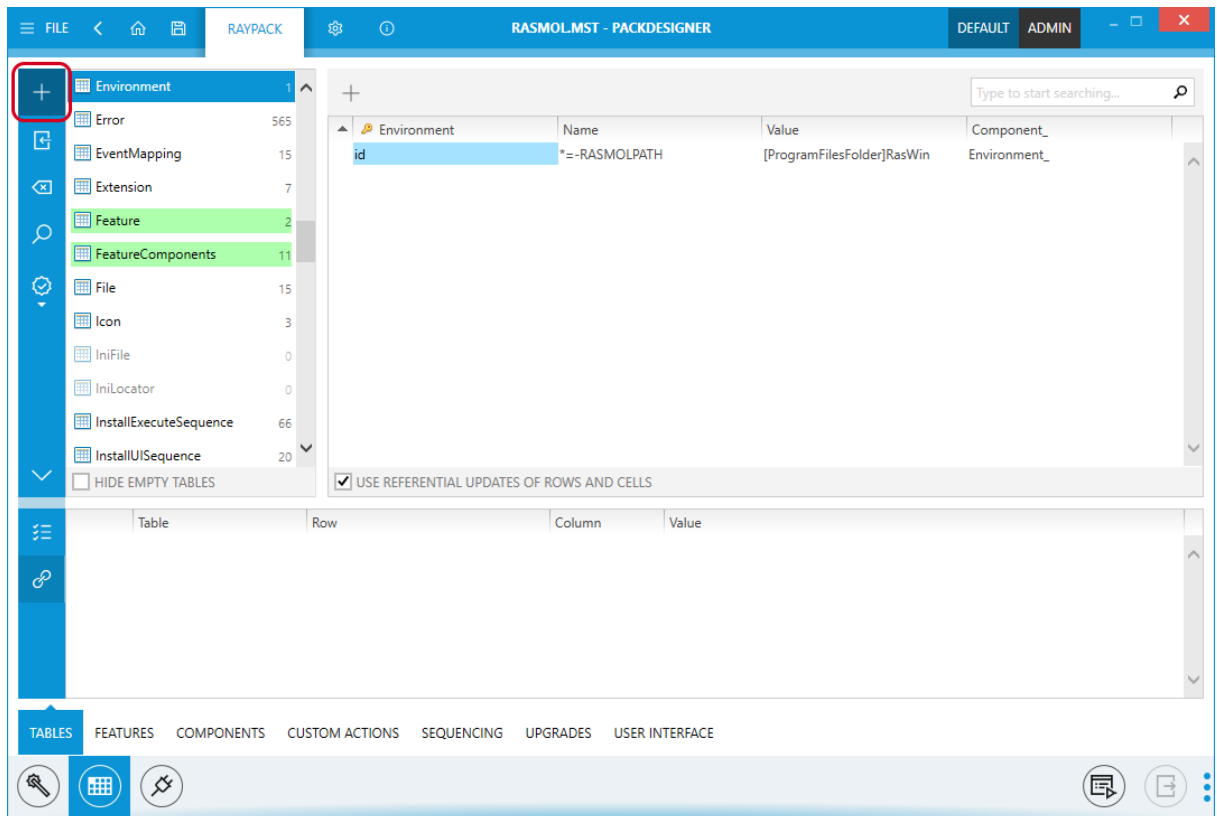 FILE RAYPACK RASMOL.MST - PACKDESIGNER DEFAULT ADMIN
Environment 1
Error 565
EventMapping 15
Extension 7
Feature 2
FeatureComponents 11
File 15
Icon 3
IniFile 0
IniLocator 0
InstallExecuteSequence 66
InstallUISequence 20
HIDE EMPTY TABLES
Type to start searching...
Environment Name Value Component_
id *=-RASMOLPATH [ProgramFilesFolder]RasWin Environment_
USE REFERENTIAL UPDATES OF ROWS AND CELLS
Table Row Column Value
TABLES FEATURES COMPONENTS CUSTOM ACTIONS SEQUENCING UPGRADES USER INTERFACE